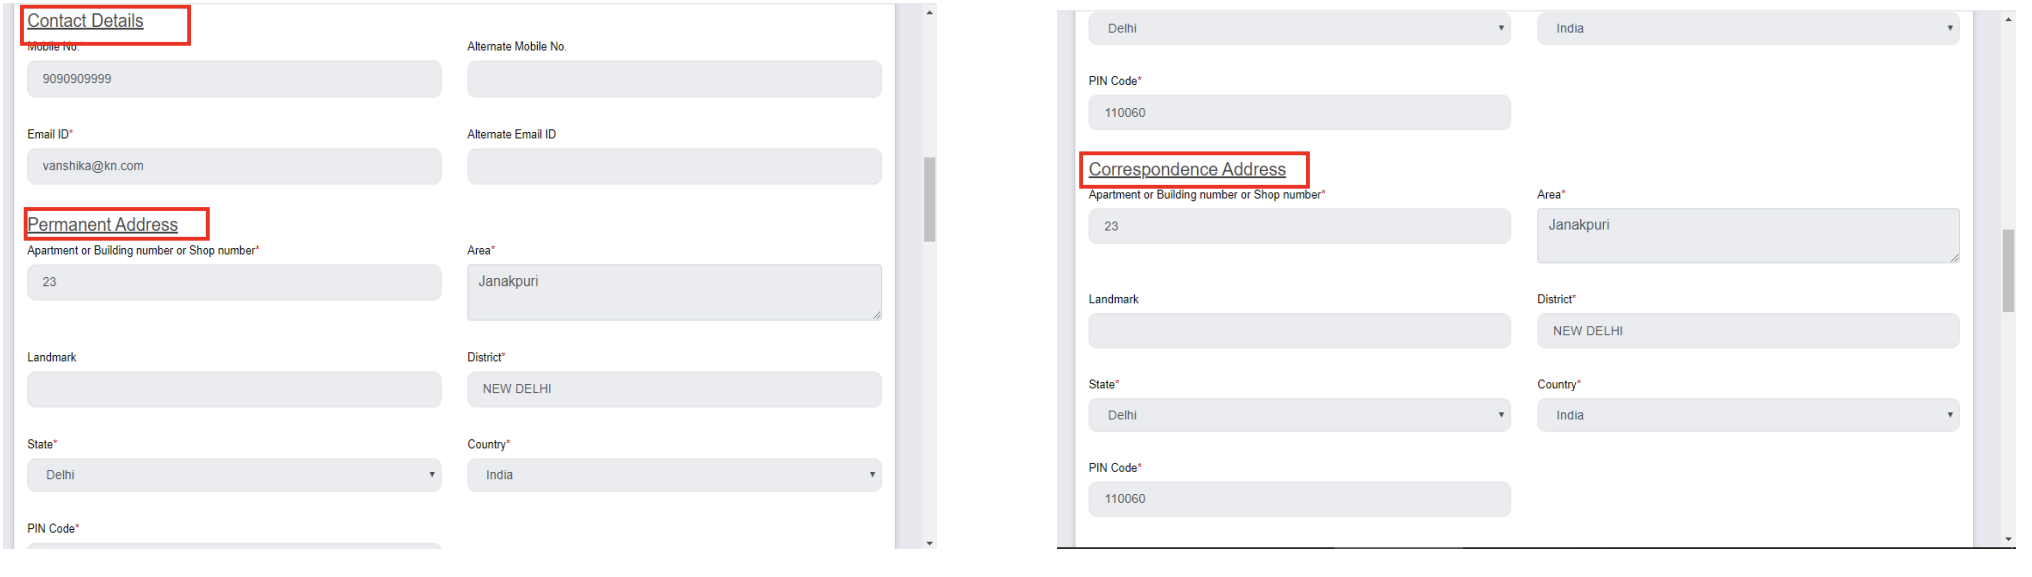 Contact Details
Mobile No.*
Alternate Mobile No.
9090909999
Email ID*
Alternate Email ID
vanshika@kn.com
Permanent Address
Apartment or Building number or Shop number*
Area*
23
Janakpuri
Landmark
District*
NEW DELHI
State*
Country*
Delhi
India
PIN Code*
Delhi
India
PIN Code*
110060
Correspondence Address
Apartment or Building number or Shop number*
Area*
23
Janakpuri
Landmark
District*
NEW DELHI
State*
Country*
Delhi
India
PIN Code*
110060